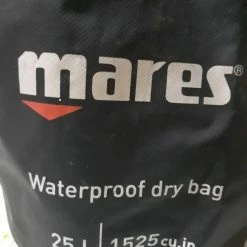 mares®
Waterproof dry bag
25 L | 1525 cu.in